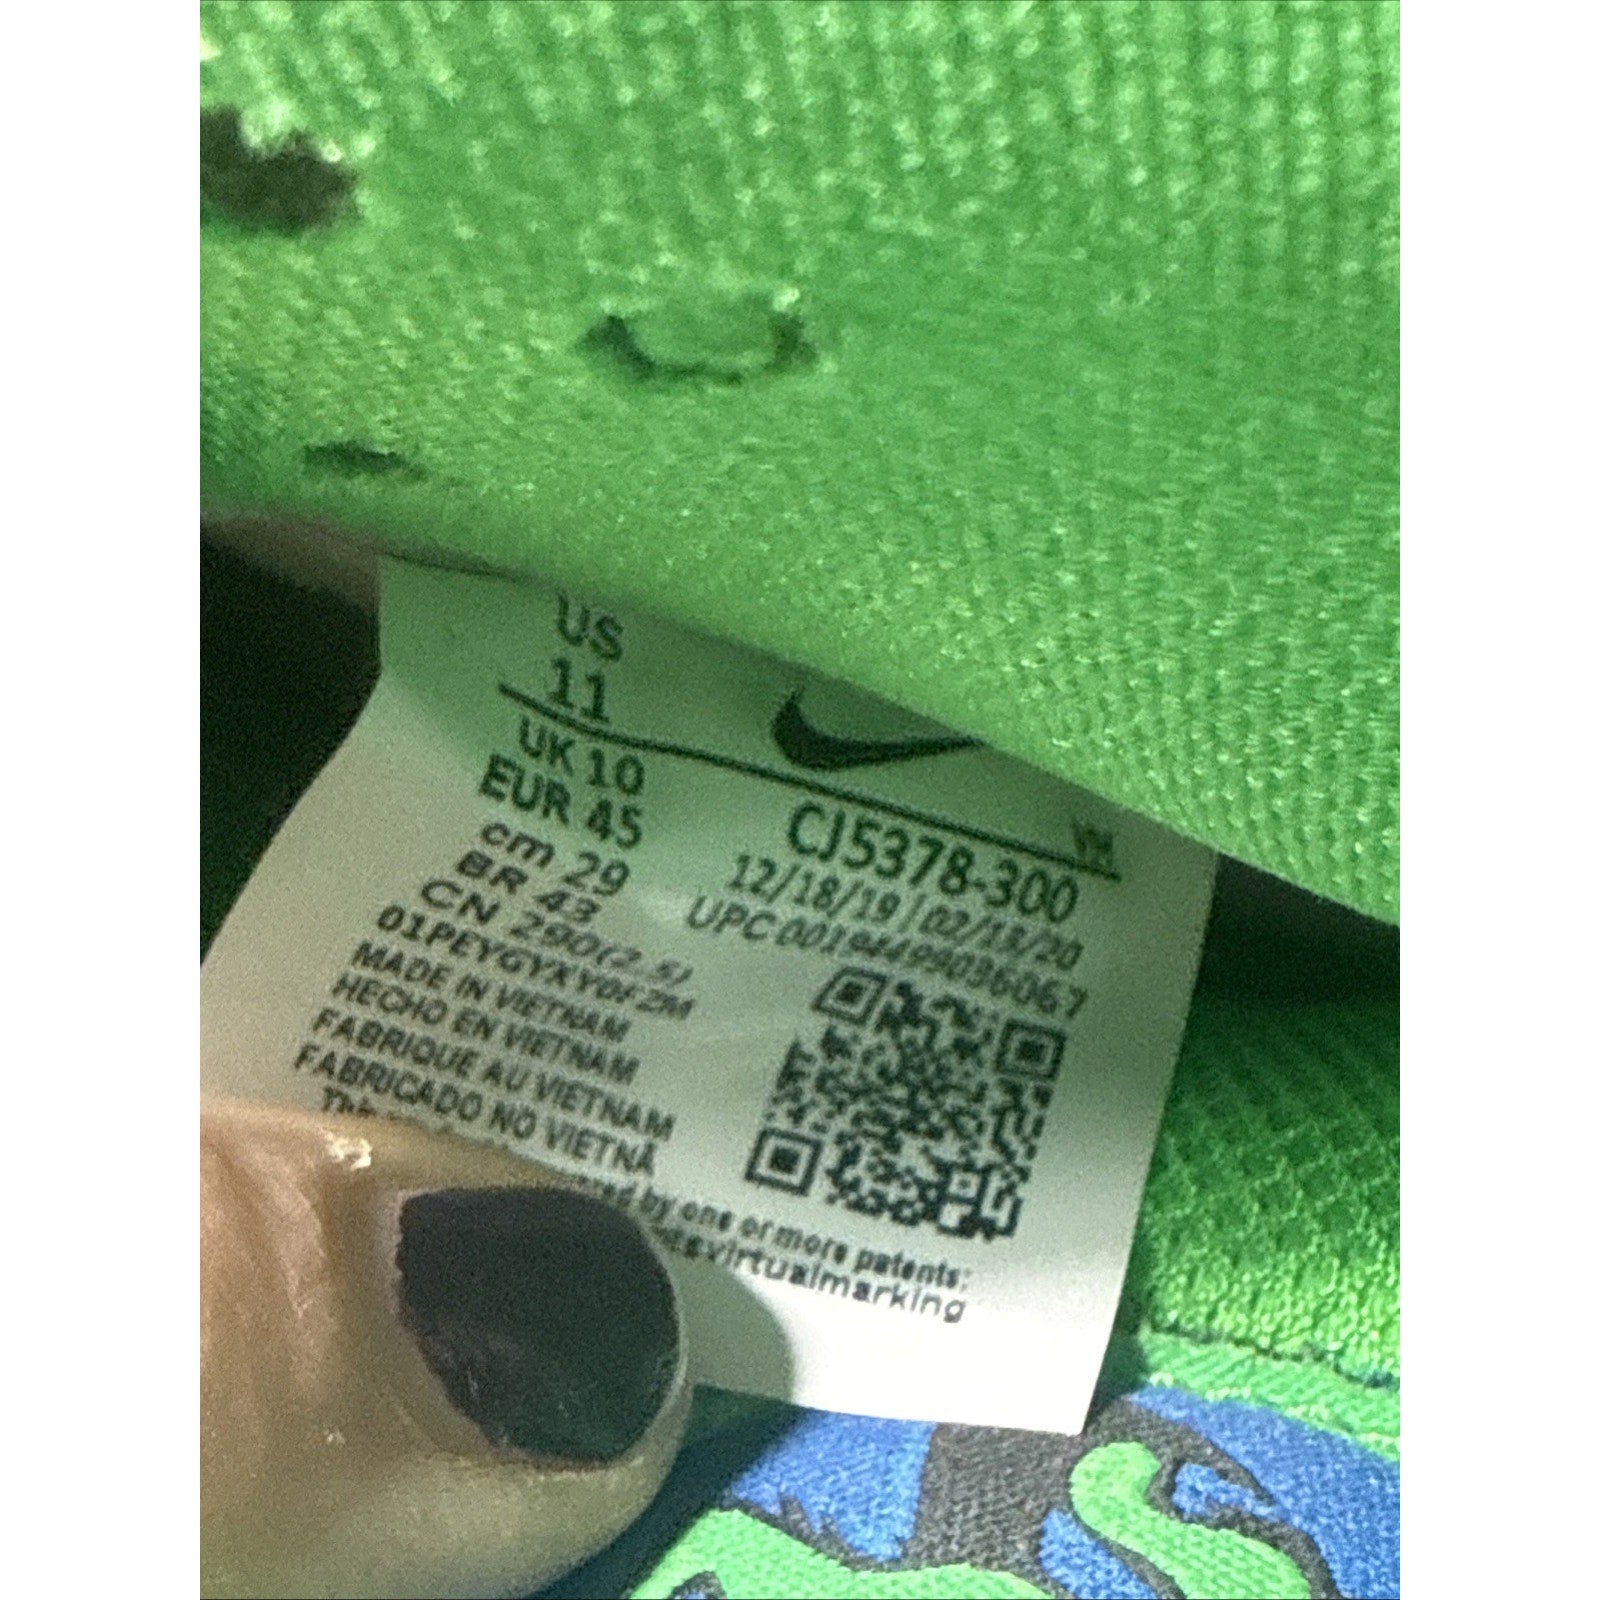 US
11
UK 10
EUR 45
cm 29
BR 43
CN 290(2.5)
01PEYGYXY0FZM
MADE IN VIETNAM
HECHO EN VIETNAM
FABRIQUE AU VIETNAM
FABRICADO NO VIETNÃ
CJ5378-300
12/18/19 | 02/13/20
UPC 00194499036067
by one or more patents:
virtualmarking